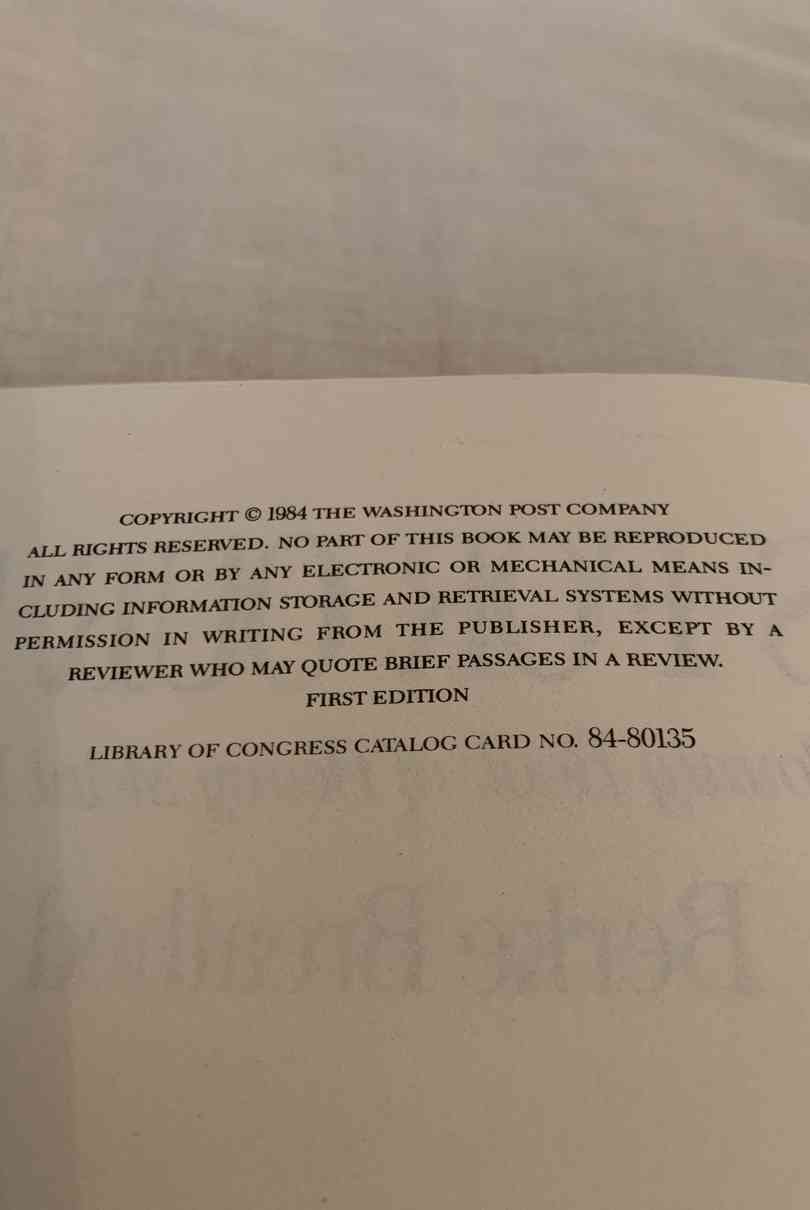 COPYRIGHT © 1984 THE WASHINGTON POST COMPANY
ALL RIGHTS RESERVED. NO PART OF THIS BOOK MAY BE REPRODUCED
IN ANY FORM OR BY ANY ELECTRONIC OR MECHANICAL MEANS IN-
CLUDING INFORMATION STORAGE AND RETRIEVAL SYSTEMS WITHOUT
PERMISSION IN WRITING FROM THE PUBLISHER, EXCEPT BY A
REVIEWER WHO MAY QUOTE BRIEF PASSAGES IN A REVIEW.
FIRST EDITION
LIBRARY OF CONGRESS CATALOG CARD NO. 84-80135